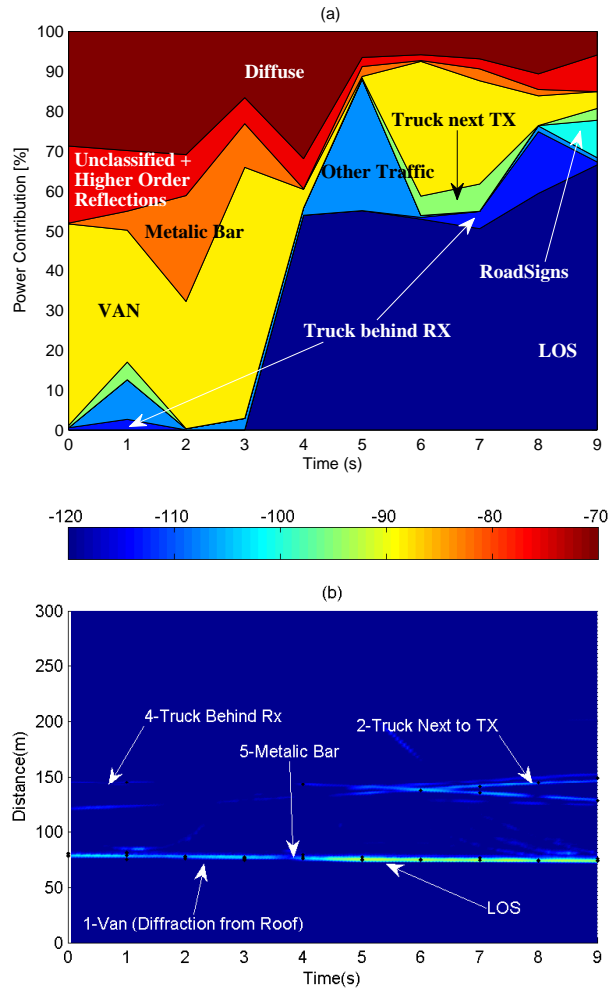 (a)
100
90
80
70
60
50
40
30
20
10
0
Power Contribution [%]
Diffuse
Unclassified +
Higher Order
Reflections
Truck next TX
Other Traffic
Metalic Bar
RoadSigns
VAN
Truck behind RX
LOS
0 1 2 3 4 5 6 7 8 9
Time (s)
-120 -110 -100 -90 -80 -70
(b)
300
250
200
150
100
50
0
Distance(m)
4-Truck Behind Rx
2-Truck Next to TX
5-Metalic Bar
1-Van (Diffraction from Roof)
LOS
0 1 2 3 4 5 6 7 8 9
Time(s)